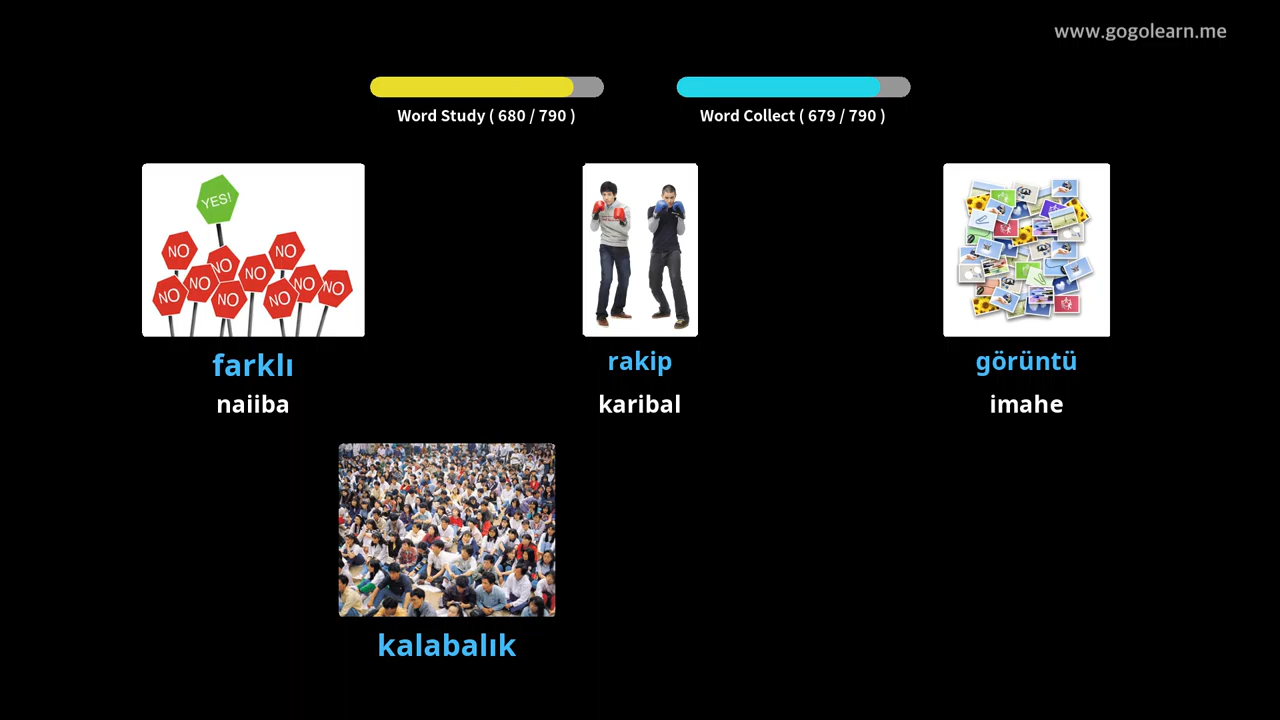 www.gogolearn.me
Word Study ( 680 / 790 )
Word Collect ( 679 / 790 )
YES!
NO
NO
NO
NO
NO
NO
NO
NO
NO
NO
farklı
rakip
görüntü
naiiba
karibal
imahe
kalabalık